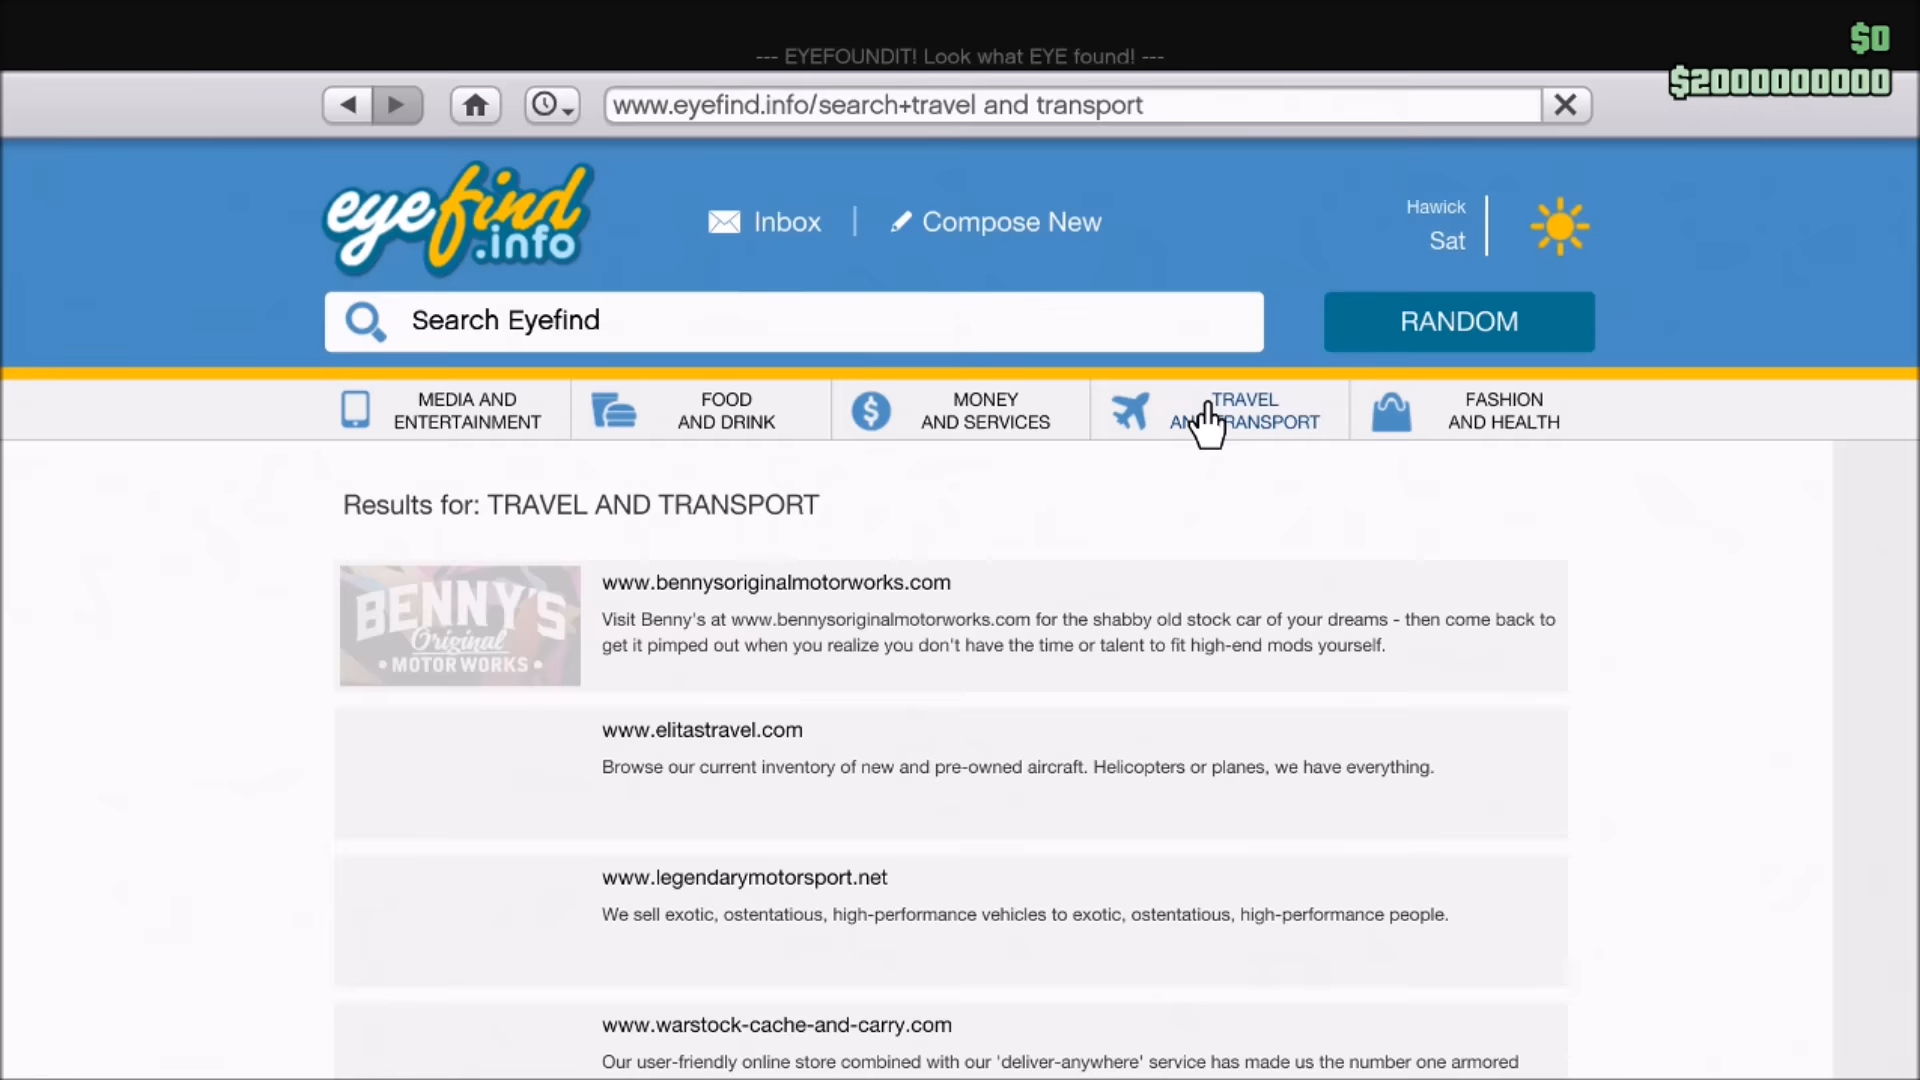 $0
--- EYEFOUNDIT! Look what EYE found! ---
$2000000000
www.eyefind.info/search+travel and transport
eyefind
.info
Inbox
Compose New
Hawick
Sat
Search Eyefind
RANDOM
MEDIA AND
ENTERTAINMENT
FOOD
AND DRINK
MONEY
AND SERVICES
TRAVEL
AND TRANSPORT
FASHION
AND HEALTH
Results for: TRAVEL AND TRANSPORT
BENNY'S
Original
• MOTOR WORKS •
www.bennysoriginalmotorworks.com
Visit Benny's at www.bennysoriginalmotorworks.com for the shabby old stock car of your dreams - then come back to
get it pimped out when you realize you don't have the time or talent to fit high-end mods yourself.
www.elitastravel.com
Browse our current inventory of new and pre-owned aircraft. Helicopters or planes, we have everything.
www.legendarymotorsport.net
We sell exotic, ostentatious, high-performance vehicles to exotic, ostentatious, high-performance people.
www.warstock-cache-and-carry.com
Our user-friendly online store combined with our 'deliver-anywhere' service has made us the number one armored